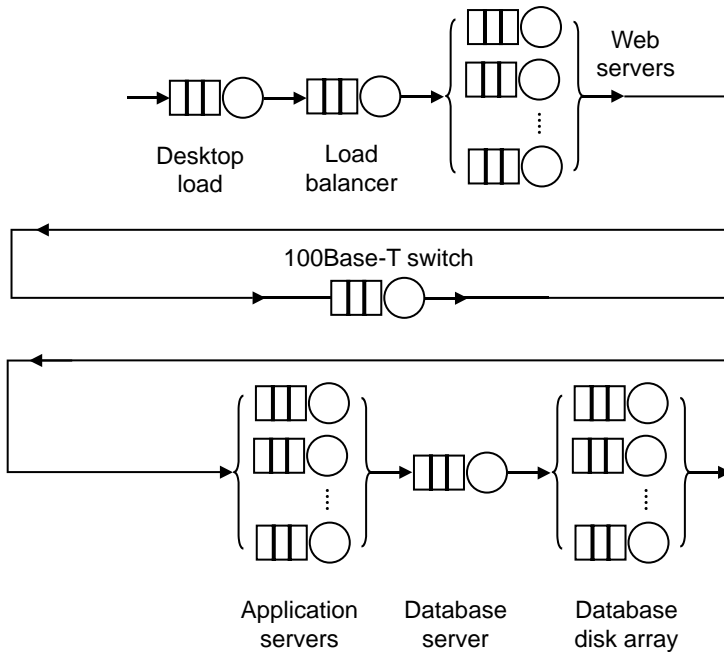 Web
servers
Desktop
load
Load
balancer
100Base-T switch
Application
servers
Database
server
Database
disk array